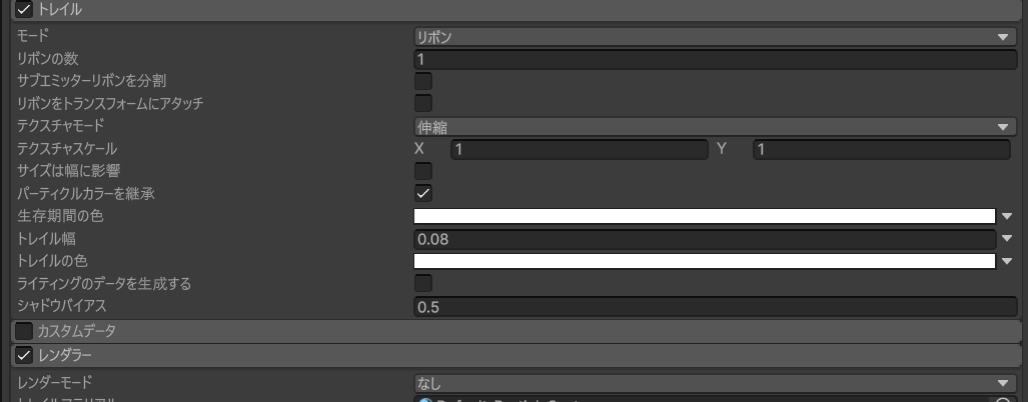 トレイル
モード リボン
リボンの数 1
サブエミッターリボンを分割
リボンをトランスフォームにアタッチ
テクスチャモード 伸縮
テクスチャスケール X 1 Y 1
サイズは幅に影響
パーティクルカラーを継承
生存期間の色
トレイル幅 0.08
トレイルの色
ライティングのデータを生成する
シャドウバイアス 0.5
カスタムデータ
レンダラー
レンダーモード なし